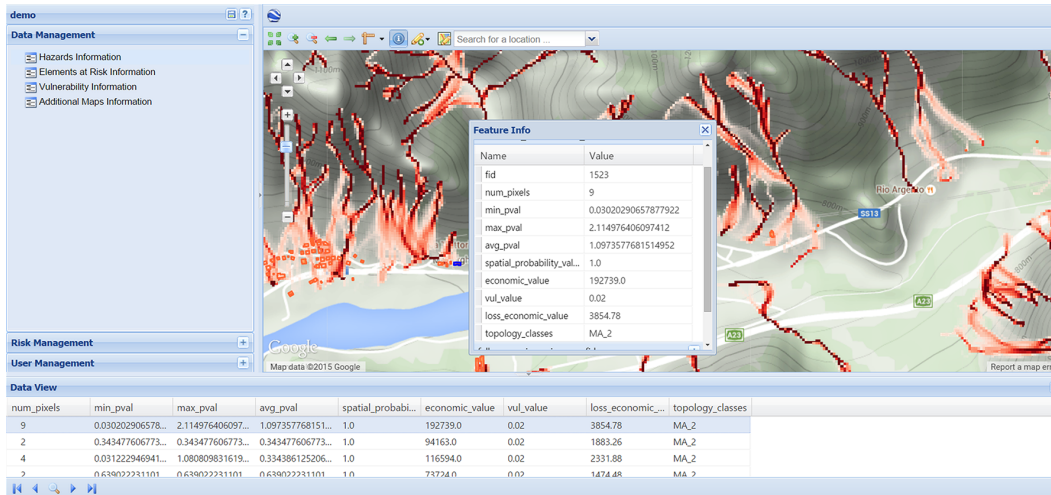 demo
Data Management
Hazards Information
Elements at Risk Information
Vulnerability Information
Additional Maps Information
Risk Management
User Management
Search for a location ...
Feature Info
Name Value
fid 1523
num_pixels 9
min_pval 0.03020290657877922
max_pval 2.114976406097412
avg_pval 1.0973577681514952
spatial_probability_val... 1.0
economic_value 192739.0
vul_value 0.02
loss_economic_value 3854.78
topology_classes MA_2
Rio Argento
SS13
800m
800m
A23
A23
Google
Map data ©2015 Google
Report a map err
Data View
num_pixels min_pval max_pval avg_pval spatial_probabi... economic_value vul_value loss_economic_... topology_classes
9 0.030202906578... 2.114976406097... 1.097357768151... 1.0 192739.0 0.02 3854.78 MA_2
2 0.343477606773... 0.343477606773... 0.343477606773... 1.0 94163.0 0.02 1883.26 MA_2
4 0.031222946941... 1.080809831619... 0.334386125206... 1.0 116594.0 0.02 2331.88 MA_2
2 0.639022231101... 0.639022231101... 0.639022231101... 1.0 73724.0 0.02 1474.48 MA_2